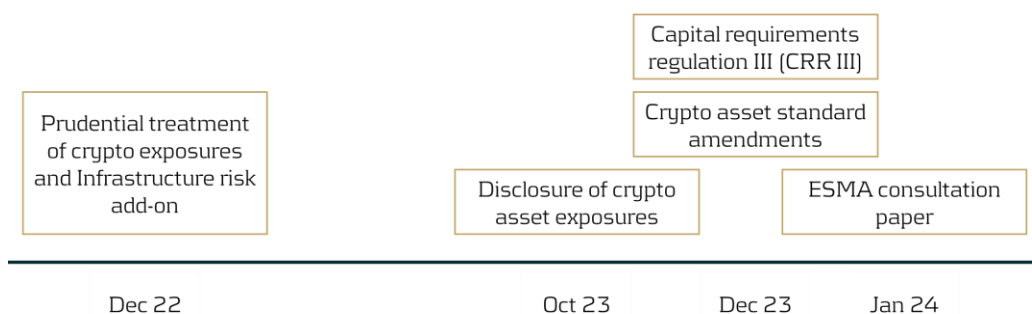 Capital requirements
regulation III (CRR III)
Prudential treatment
of crypto exposures
and Infrastructure risk
add-on
Crypto asset standard
amendments
Disclosure of crypto
asset exposures
ESMA consultation
paper
Dec 22
Oct 23
Dec 23
Jan 24